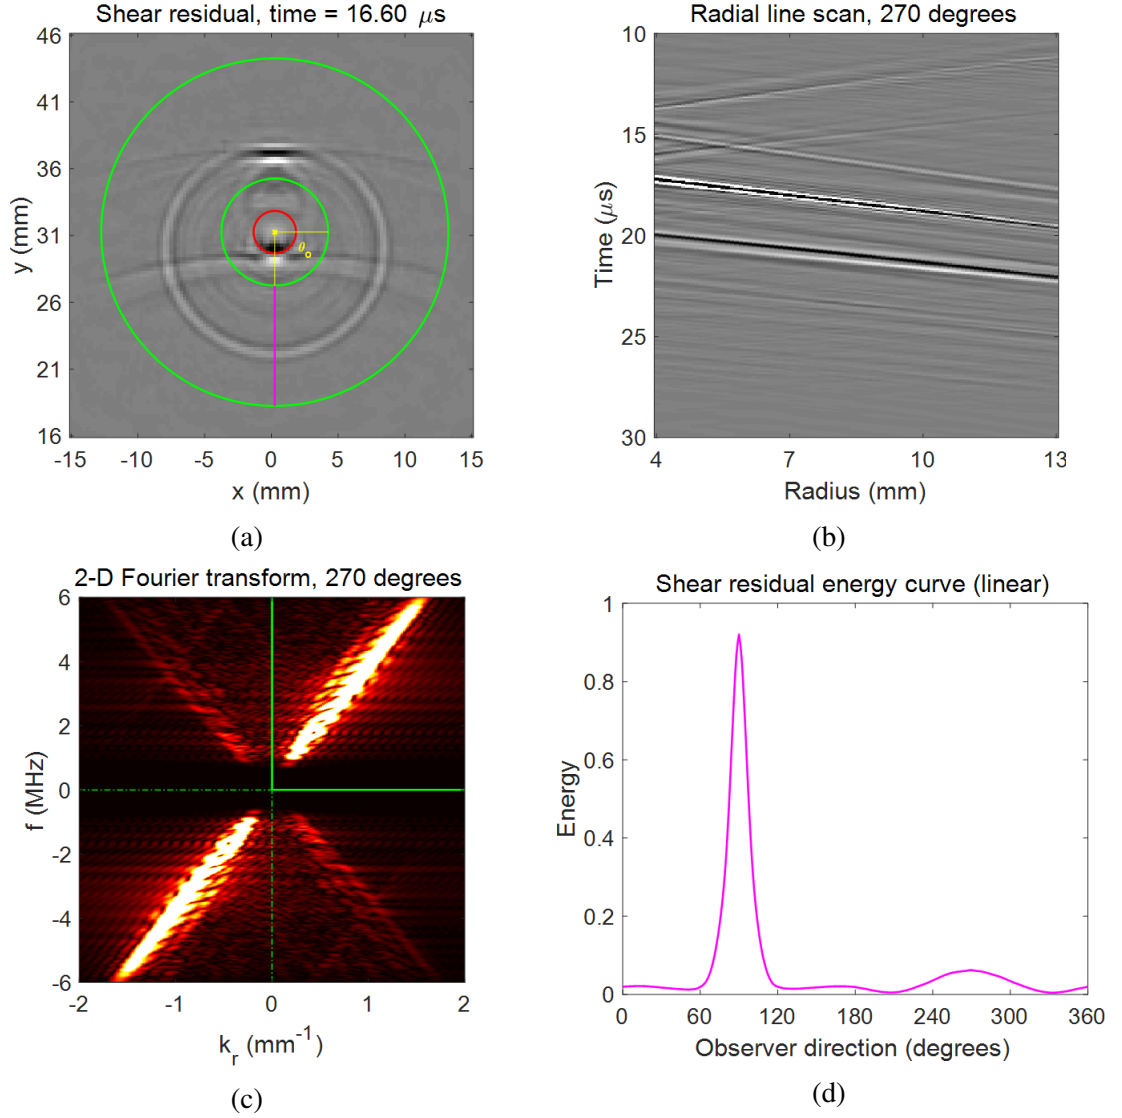 Shear residual, time = 16.60 μs
46
41
36
31
26
21
16
y (mm)
θo
-15 -10 -5 0 5 10 15
x (mm)
(a)
Radial line scan, 270 degrees
10
15
20
25
30
Time (μs)
4 7 10 13
Radius (mm)
(b)
2-D Fourier transform, 270 degrees
6
4
2
0
-2
-4
-6
f (MHz)
-2 -1 0 1 2
kr (mm-1)
(c)
Shear residual energy curve (linear)
1
0.8
0.6
0.4
0.2
0
Energy
0 60 120 180 240 300 360
Observer direction (degrees)
(d)